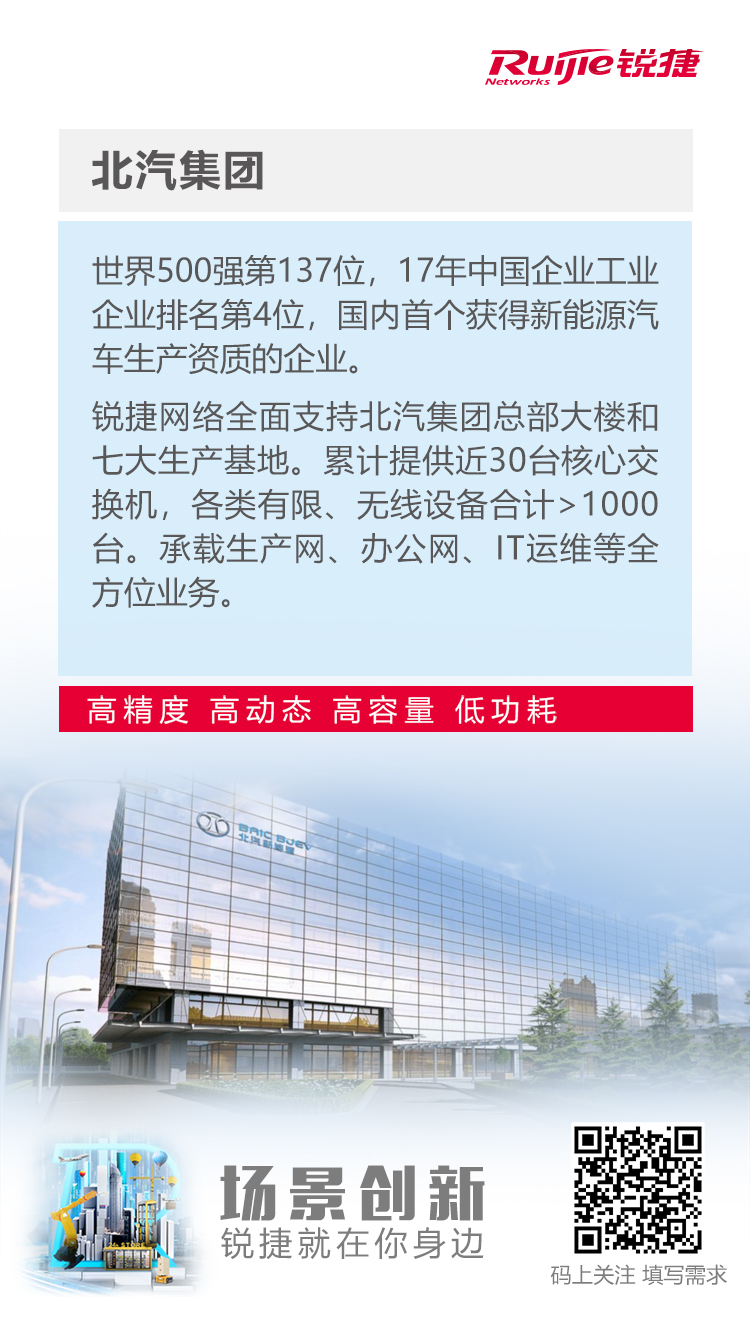 Ruijie锐捷
Networks
北汽集团
世界500强第137位，17年中国企业工业
企业排名第4位，国内首个获得新能源汽
车生产资质的企业。
锐捷网络全面支持北汽集团总部大楼和
七大生产基地。累计提供近30台核心交
换机，各类有限、无线设备合计>1000
台。承载生产网、办公网、IT运维等全
方位业务。
高精度 高动态 高容量 低功耗
BAIC BJEV
北汽新能源
场景创新
锐捷就在你身边
码上关注 填写需求